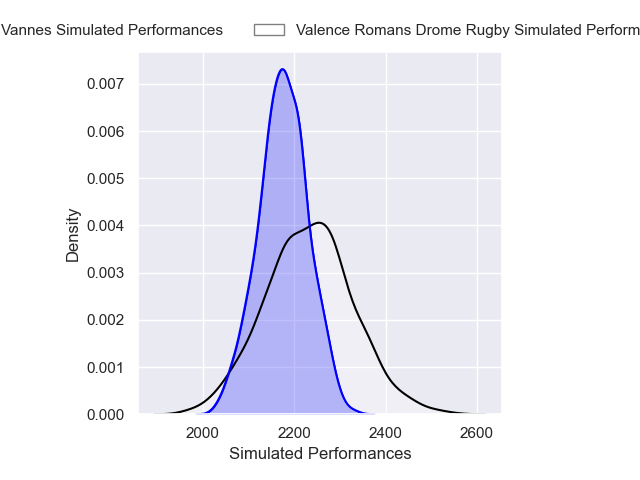 Vannes Simulated Performances
Valence Romans Drome Rugby Simulated Perform
0.007
0.006
0.005
0.004
0.003
0.002
0.001
0.000
Density
2000 2200 2400 2600
Simulated Performances